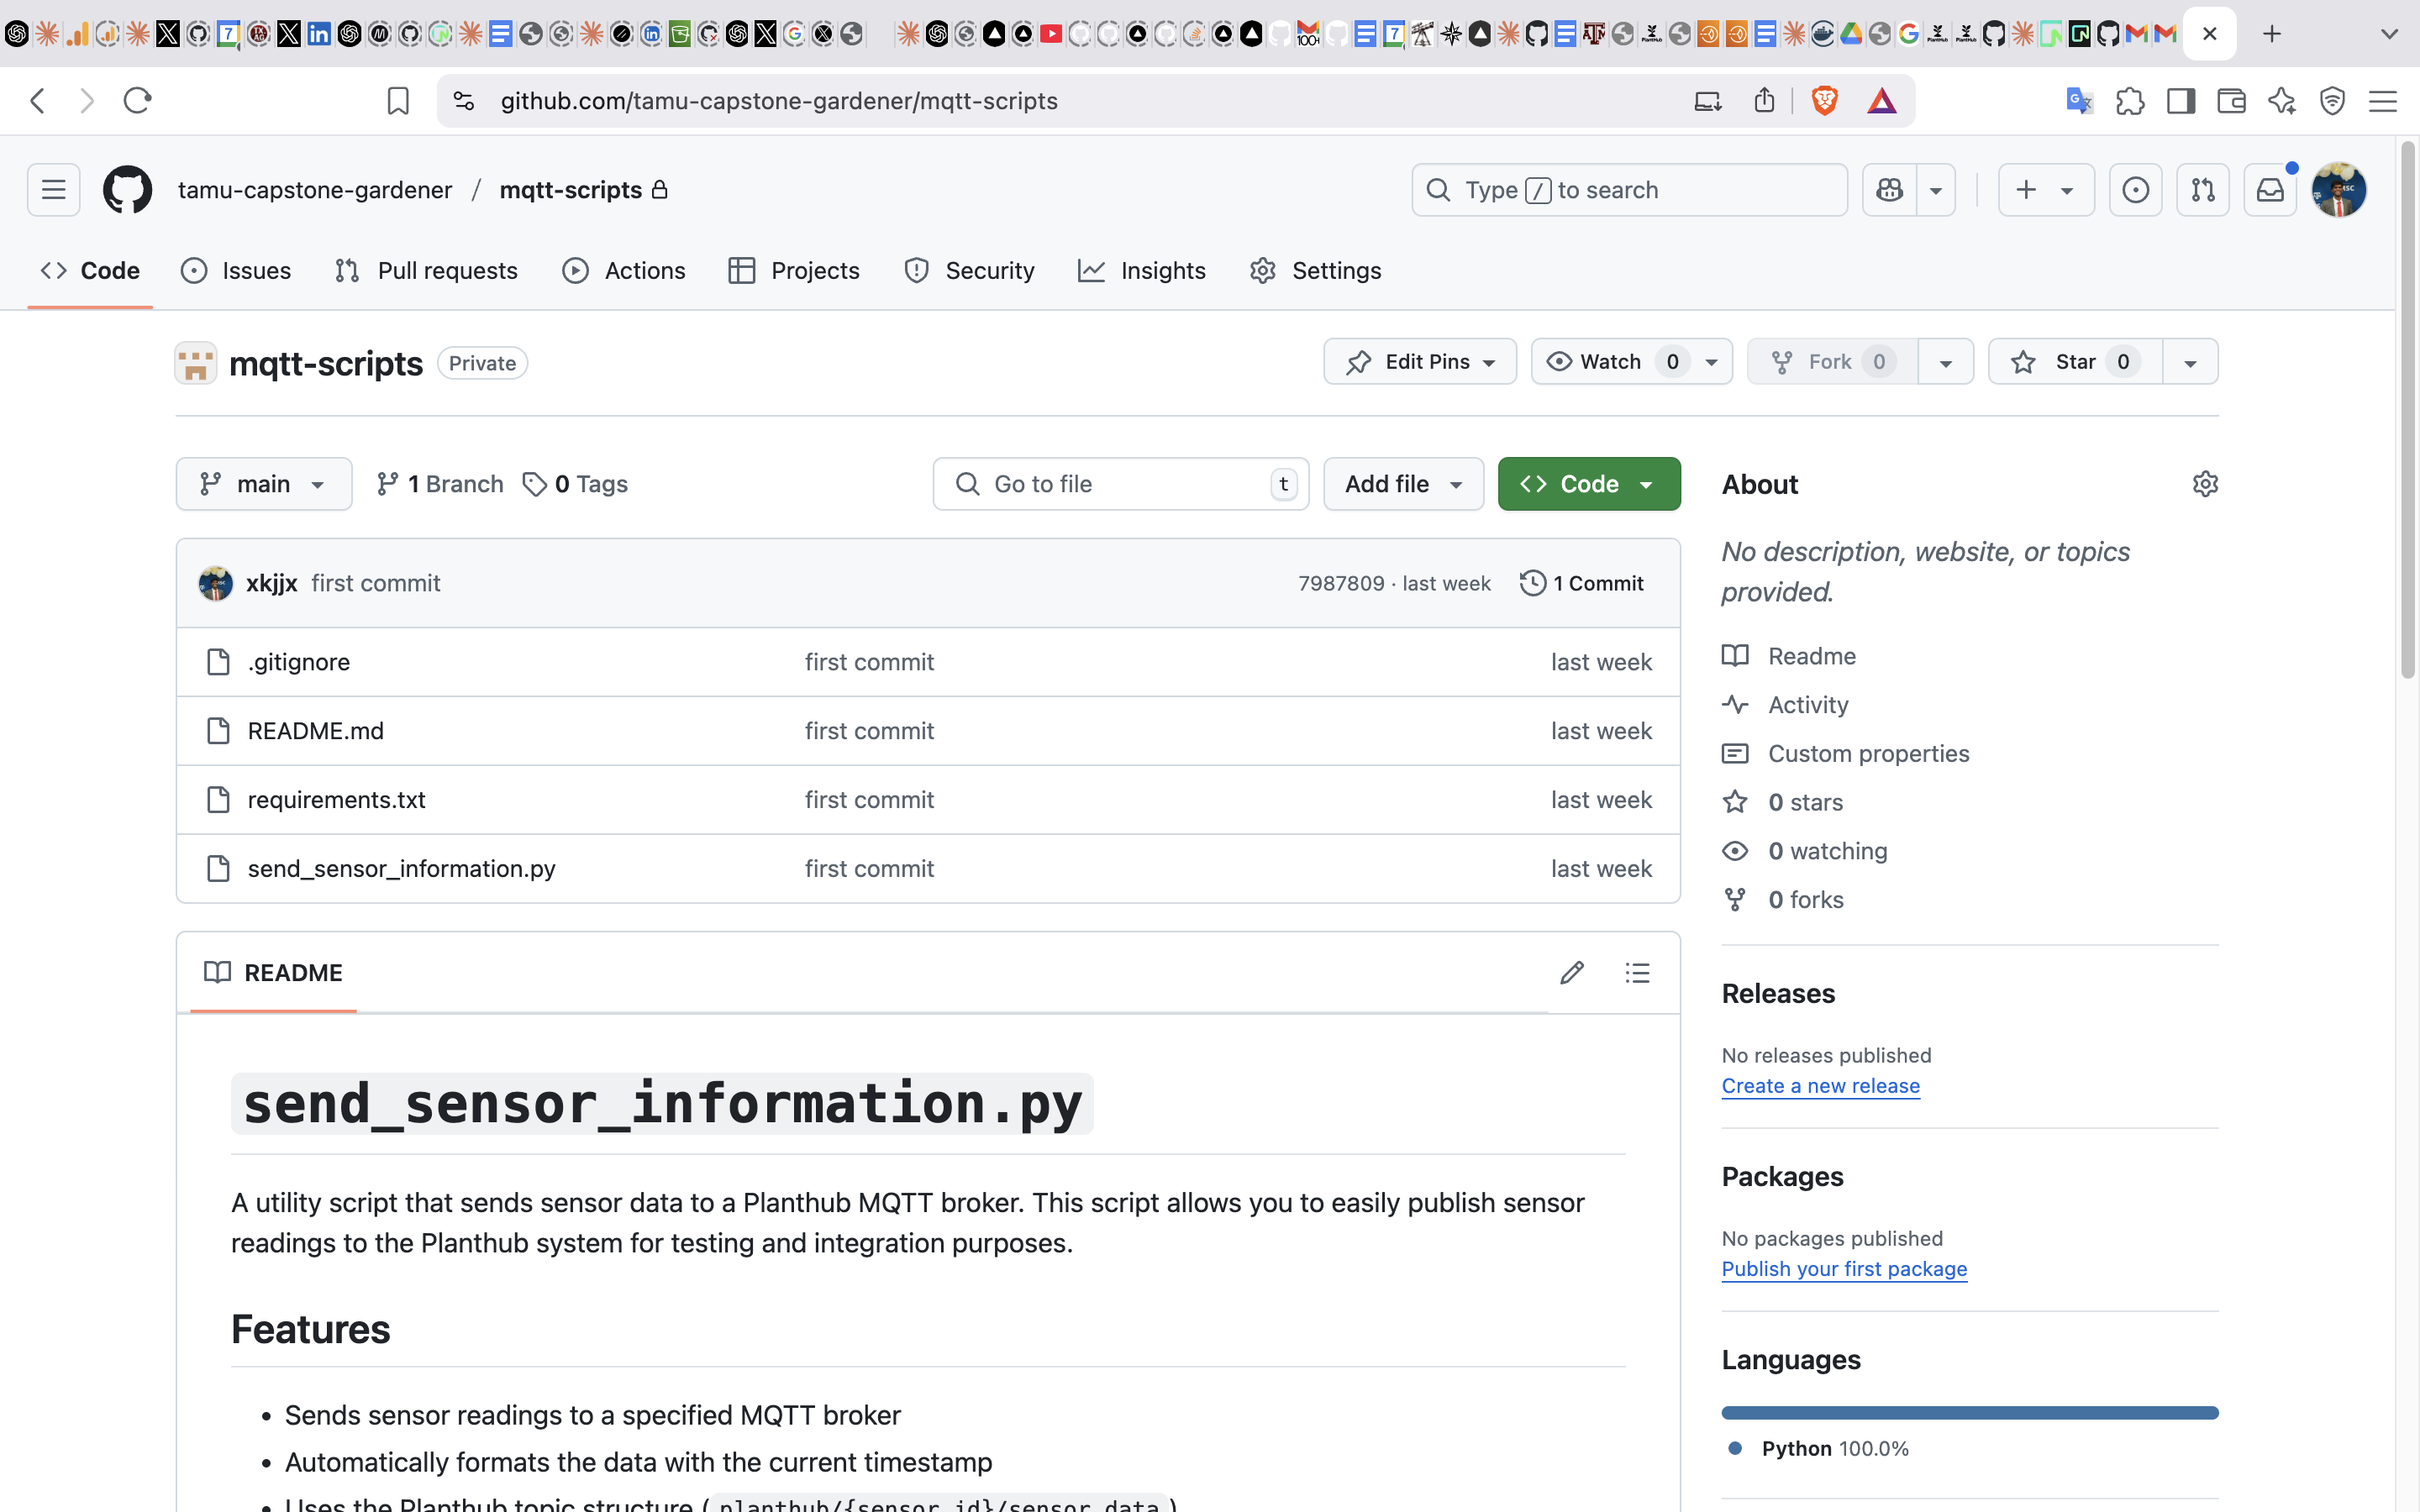 github.com/tamu-capstone-gardener/mqtt-scripts
tamu-capstone-gardener / mqtt-scripts
Type / to search
Code
Issues
Pull requests
Actions
Projects
Security
Insights
Settings
mqtt-scripts Private
Edit Pins
Watch 0
Fork 0
Star 0
main
1 Branch
0 Tags
Go to file t
Add file
Code
xkjjx first commit 7987809 · last week 1 Commit
.gitignore first commit last week
README.md first commit last week
requirements.txt first commit last week
send_sensor_information.py first commit last week
README
send_sensor_information.py
A utility script that sends sensor data to a Planthub MQTT broker. This script allows you to easily publish sensor
readings to the Planthub system for testing and integration purposes.
Features
• Sends sensor readings to a specified MQTT broker
• Automatically formats the data with the current timestamp
• Uses the Planthub topic structure ( planthub/{sensor_id}/sensor_data )
About
No description, website, or topics
provided.
Readme
Activity
Custom properties
0 stars
0 watching
0 forks
Releases
No releases published
Create a new release
Packages
No packages published
Publish your first package
Languages
Python 100.0%